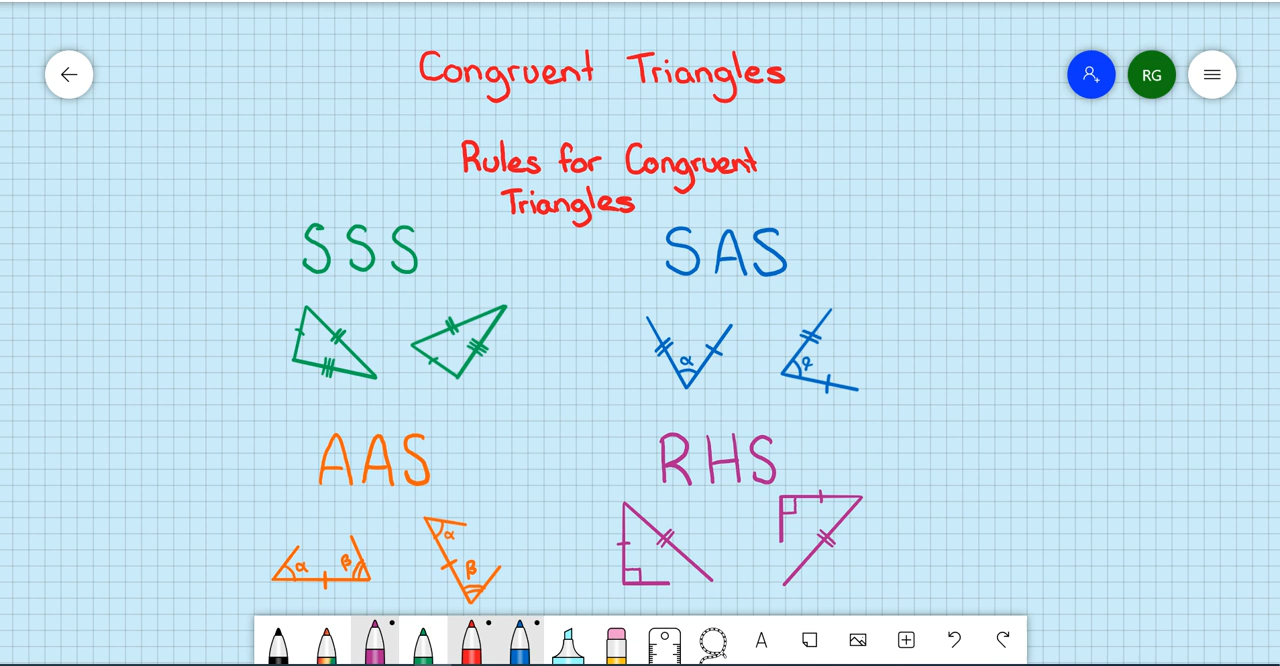 Congruent Triangles
RG
Rules for Congruent
Triangles
SSS
SAS
α
α
AAS
RHS
α
β
α
β
A